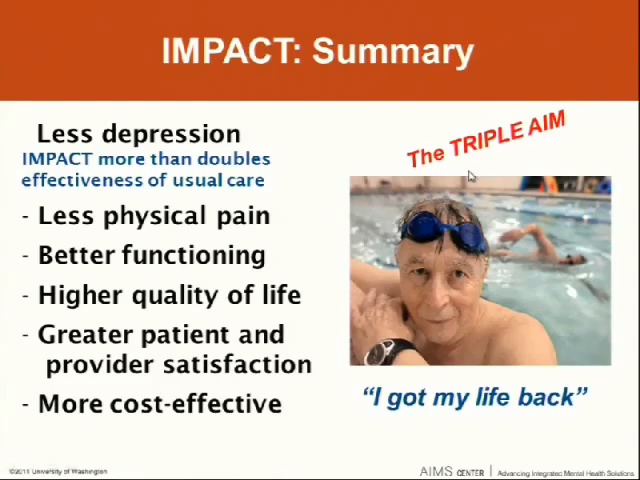 IMPACT: Summary
Less depression
IMPACT more than doubles
effectiveness of usual care
- Less physical pain
- Better functioning
- Higher quality of life
- Greater patient and
provider satisfaction
- More cost-effective
The TRIPLE AIM
“I got my life back”
©2011 University of Washington
AIMS CENTER | Advancing Integrated Mental Health Solutions